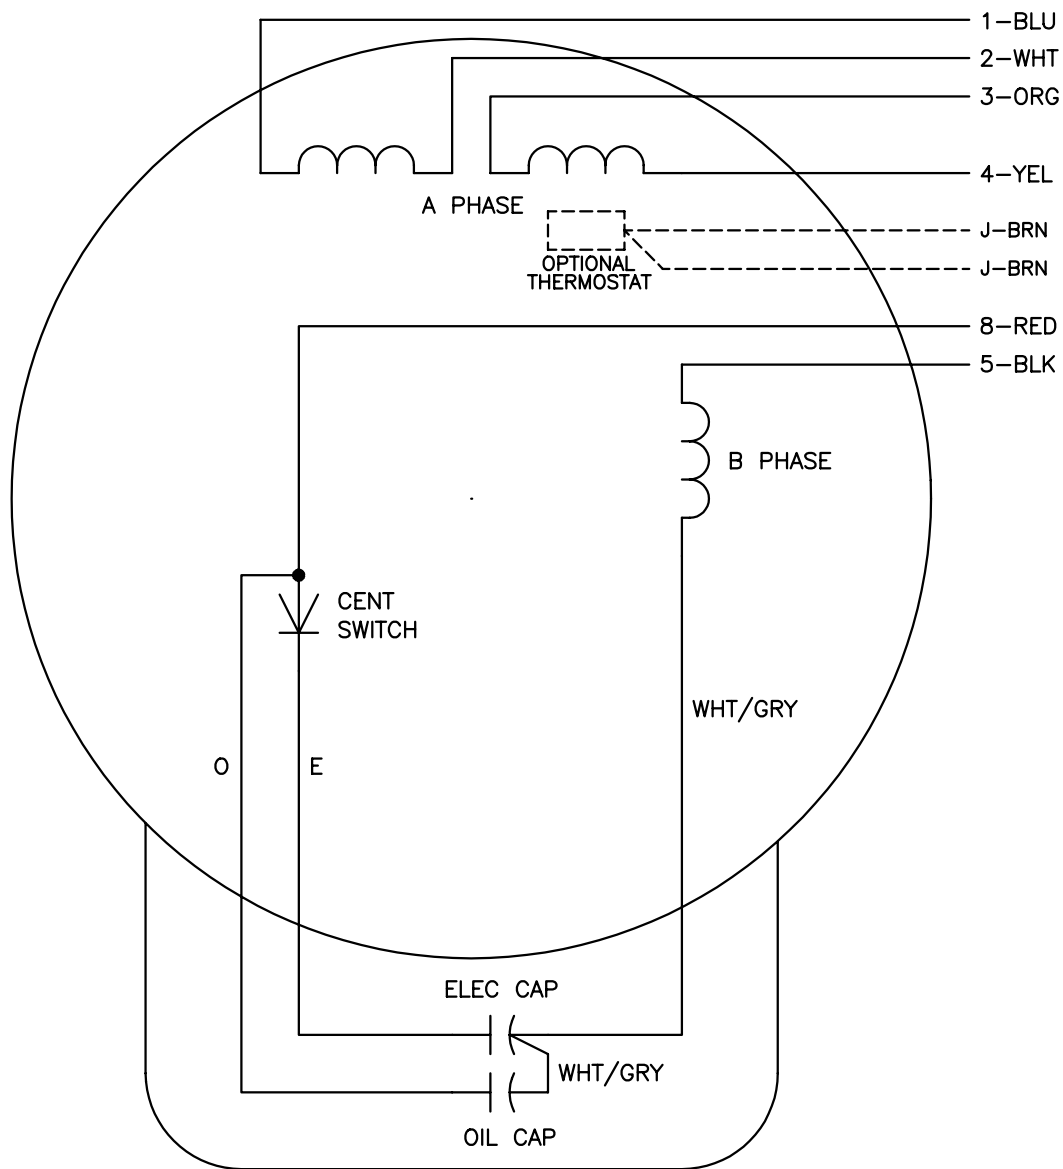 1-BLU
2-WHT
3-ORG
4-YEL
A PHASE
J-BRN
OPTIONAL
THERMOSTAT
J-BRN
8-RED
5-BLK
B PHASE
CENT
SWITCH
WHT/GRY
O
E
ELEC CAP
WHT/GRY
OIL CAP